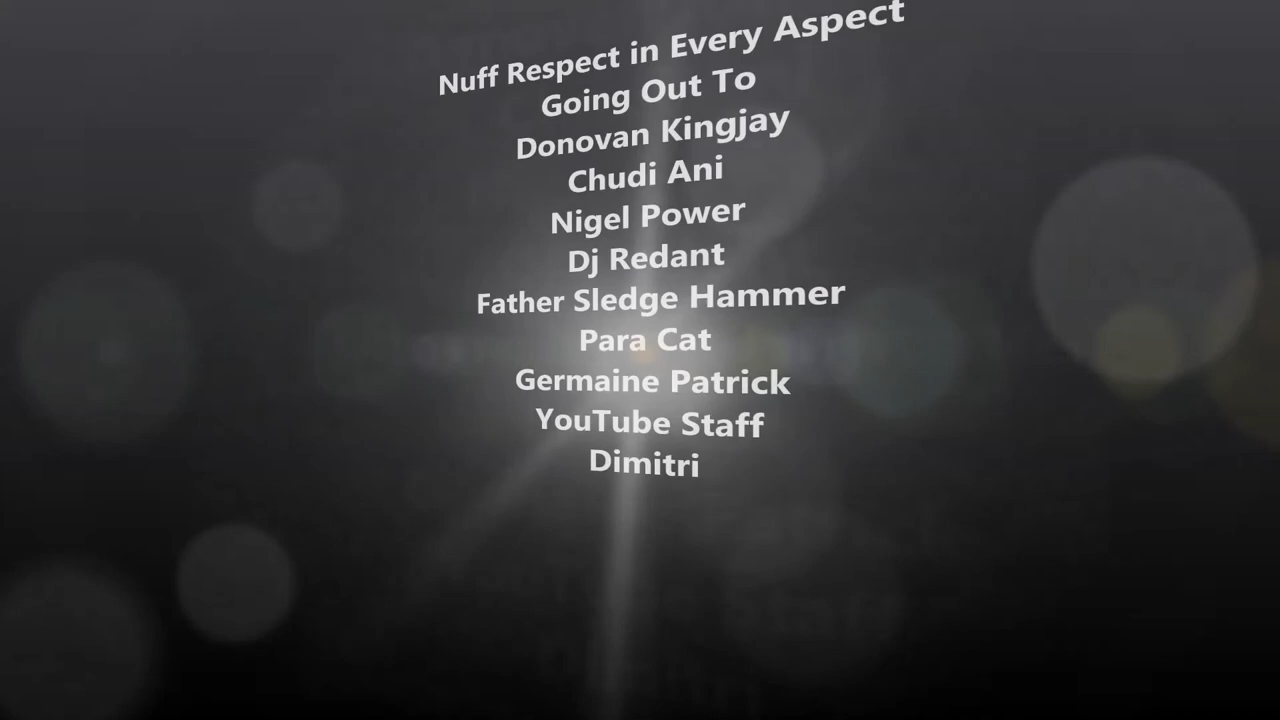 Nuff Respect in Every Aspect
Going Out To
Donovan Kingjay
Chudi Ani
Nigel Power
Dj Redant
Father Sledge Hammer
Para Cat
Germaine Patrick
YouTube Staff
Dimitri